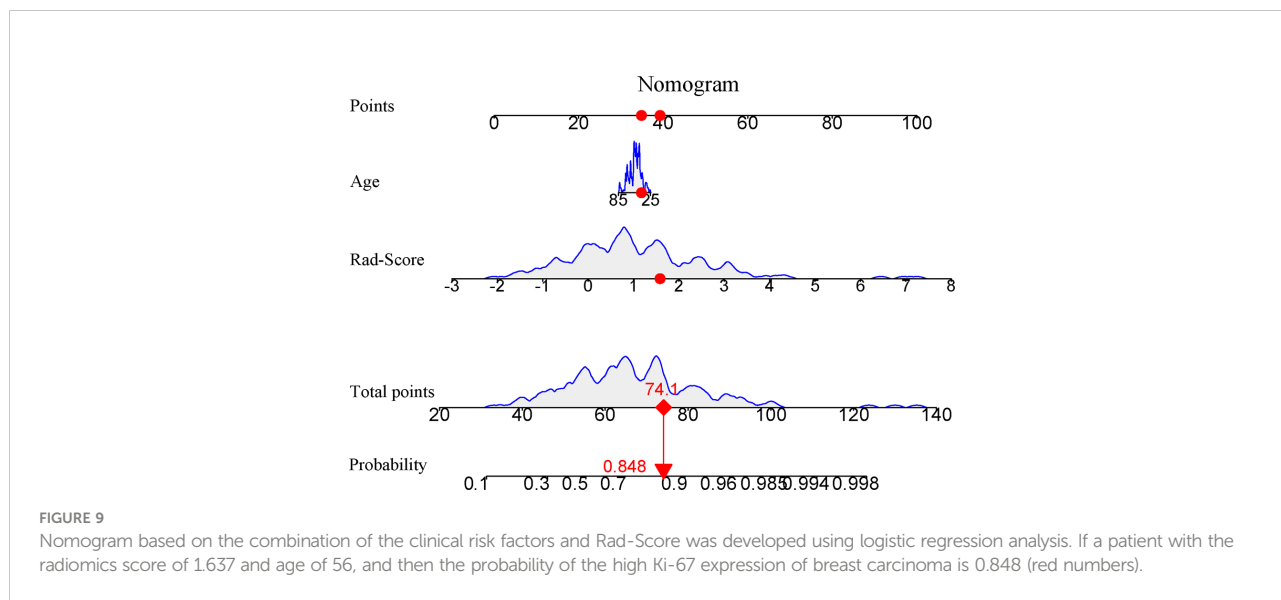 Nomogram
Points
0 20 40 60 80 100
Age
85 25
Rad-Score
-3 -2 -1 0 1 2 3 4 5 6 7 8
Total points
74.1
20 40 60 80 100 120 140
Probability
0.848
0.1 0.3 0.5 0.7 0.9 0.96 0.985 0.994 0.998
FIGURE 9
Nomogram based on the combination of the clinical risk factors and Rad-Score was developed using logistic regression analysis. If a patient with the
radiomics score of 1.637 and age of 56, and then the probability of the high Ki-67 expression of breast carcinoma is 0.848 (red numbers).